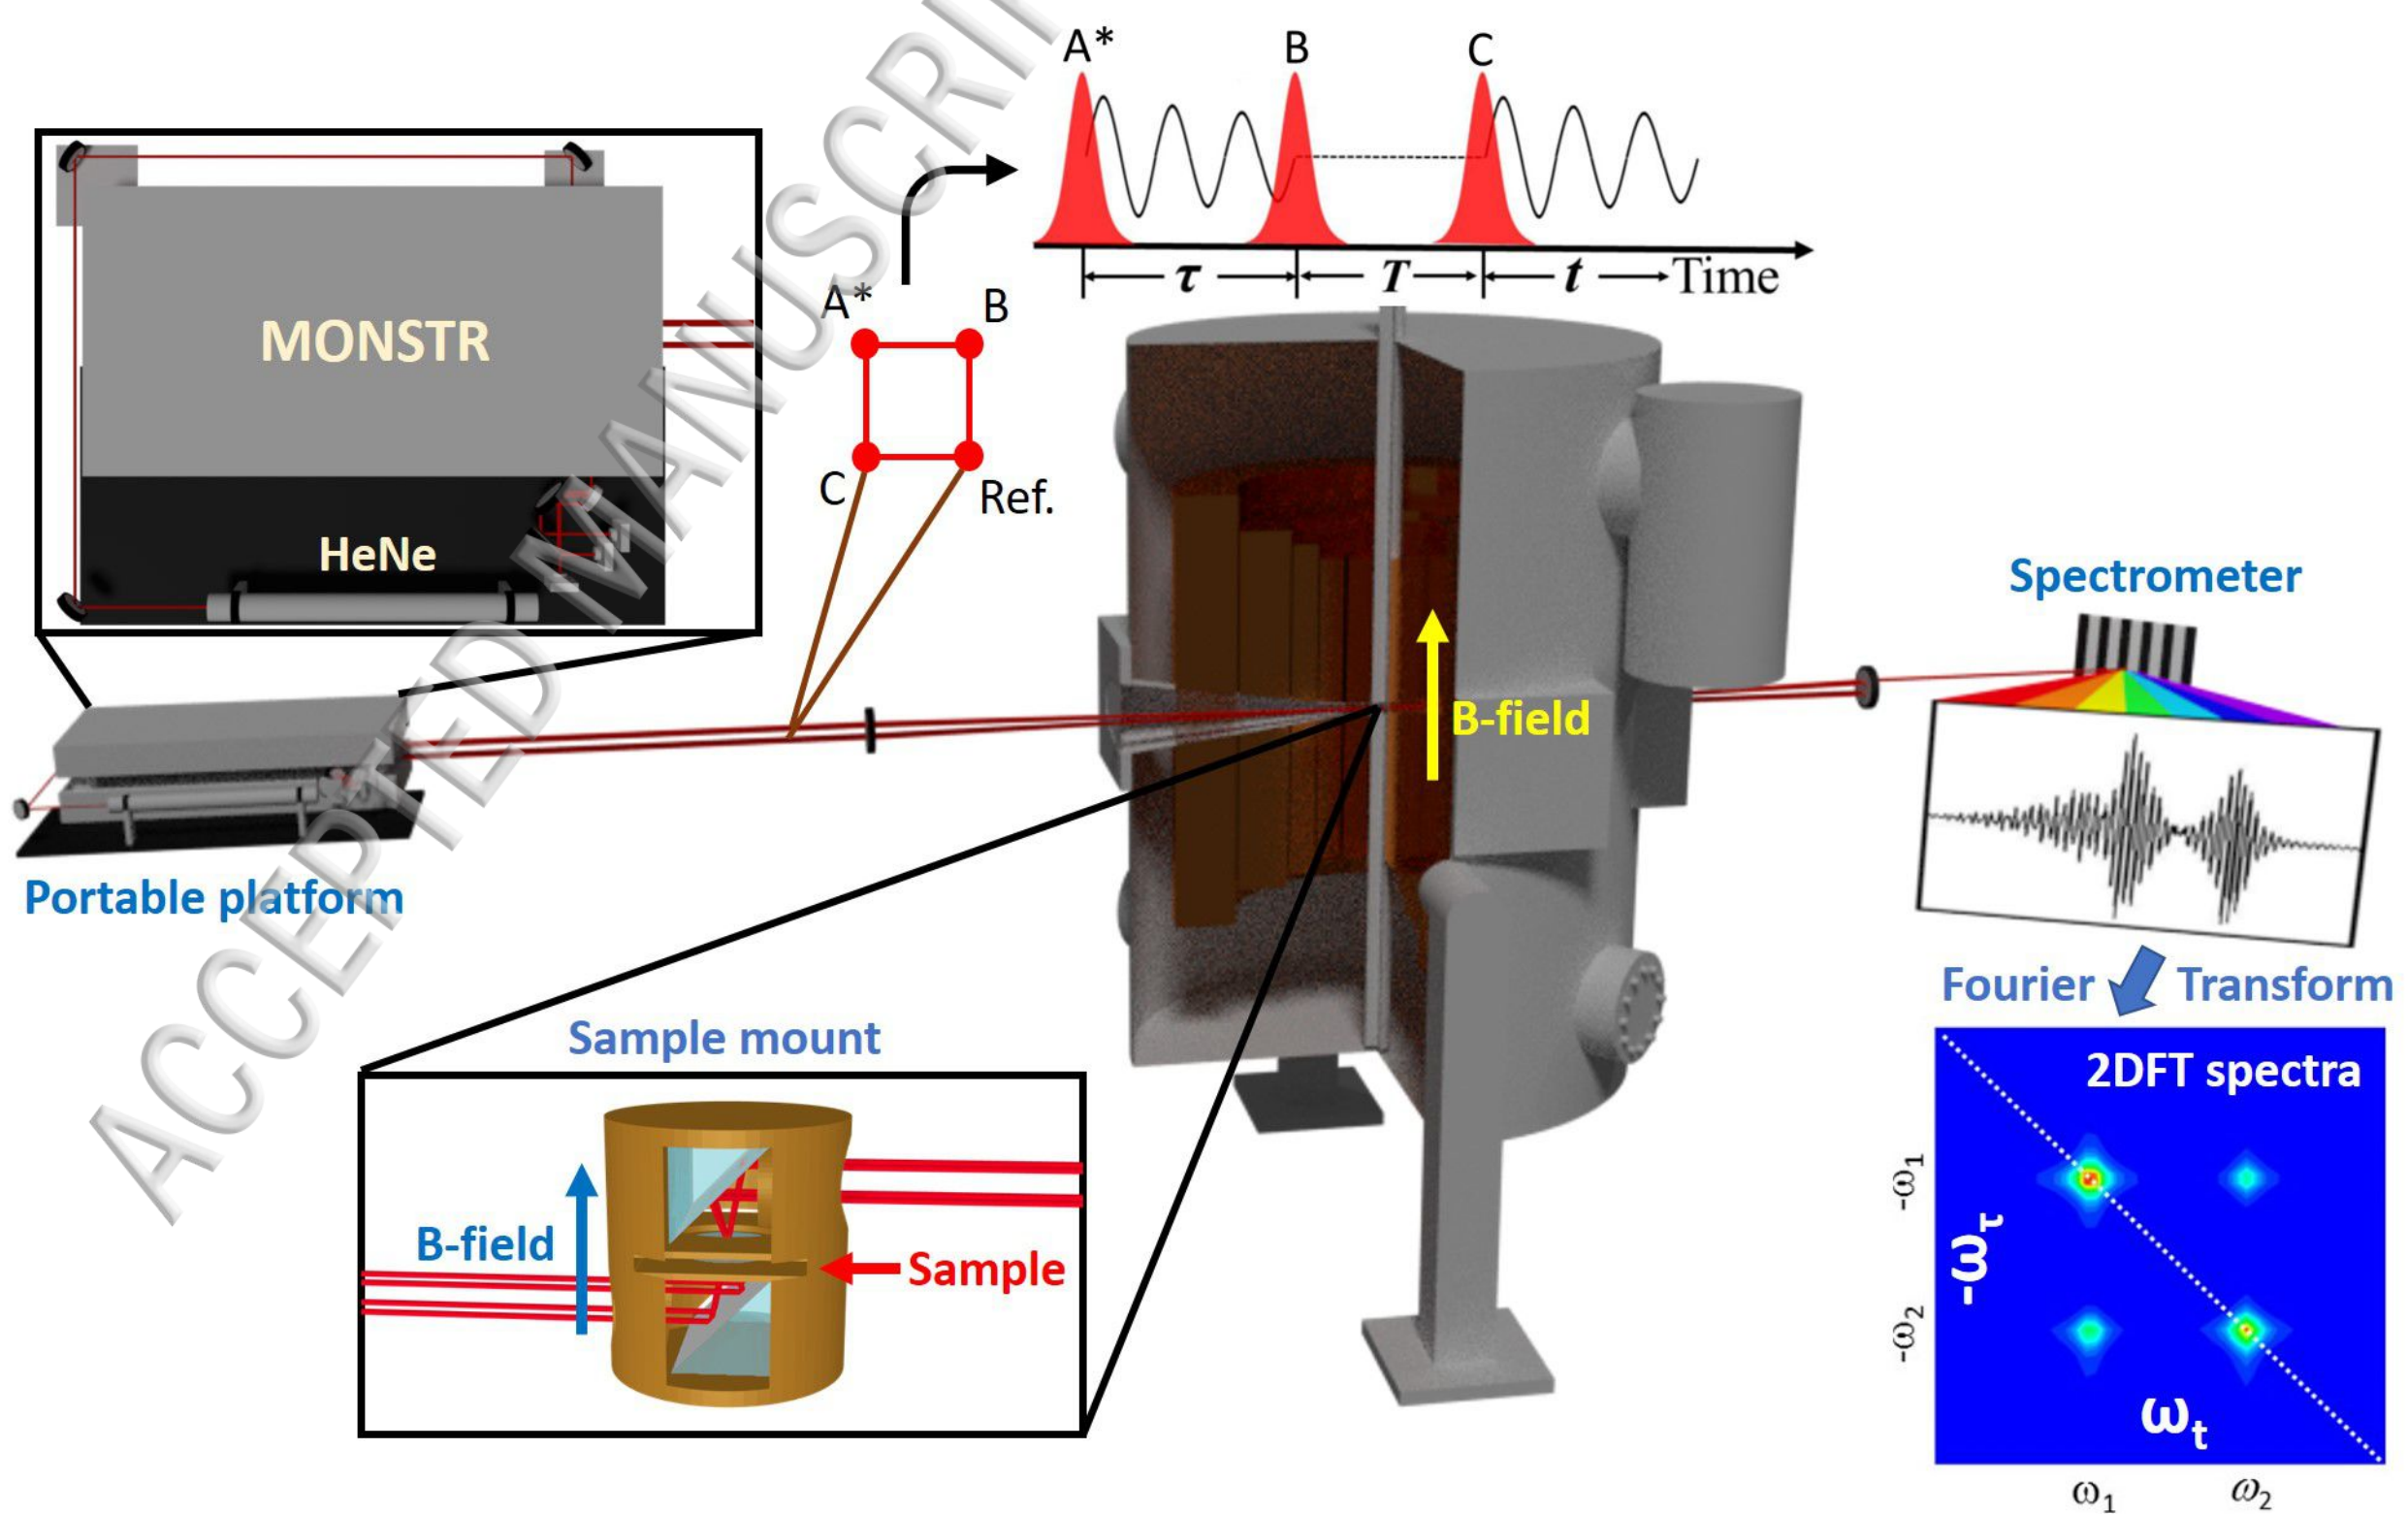 A*
B
C
τ
T
t
Time
MONSTR
HeNe
A*
B
C
Ref.
Portable platform
B-field
Spectrometer
Fourier Transform
2DFT spectra
-ω1
-ω2
-ωτ
ωt
ω1
ω2
Sample mount
B-field
Sample
ACCEPTED MANUSCRI